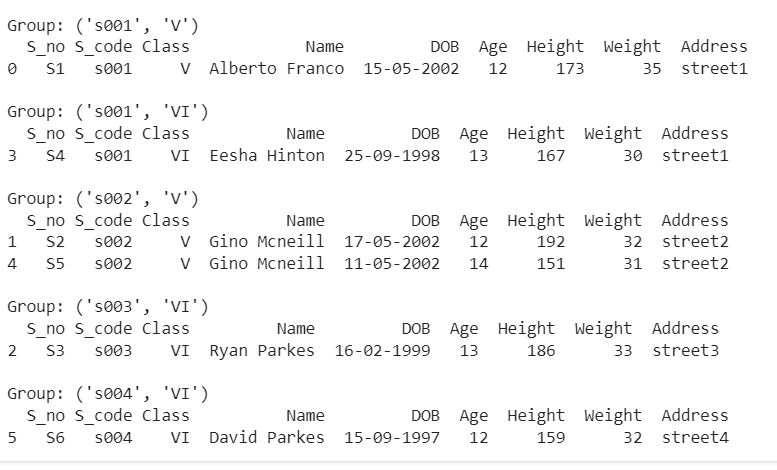 Group: ('s001', 'V')
S_no S_code Class Name DOB Age Height Weight Address
0 S1 s001 V Alberto Franco 15-05-2002 12 173 35 street1
Group: ('s001', 'VI')
S_no S_code Class Name DOB Age Height Weight Address
3 S4 s001 VI Eesha Hinton 25-09-1998 13 167 30 street1
Group: ('s002', 'V')
S_no S_code Class Name DOB Age Height Weight Address
1 S2 s002 V Gino Mcneill 17-05-2002 12 192 32 street2
4 S5 s002 V Gino Mcneill 11-05-2002 14 151 31 street2
Group: ('s003', 'VI')
S_no S_code Class Name DOB Age Height Weight Address
2 S3 s003 VI Ryan Parkes 16-02-1999 13 186 33 street3
Group: ('s004', 'VI')
S_no S_code Class Name DOB Age Height Weight Address
5 S6 s004 VI David Parkes 15-09-1997 12 159 32 street4